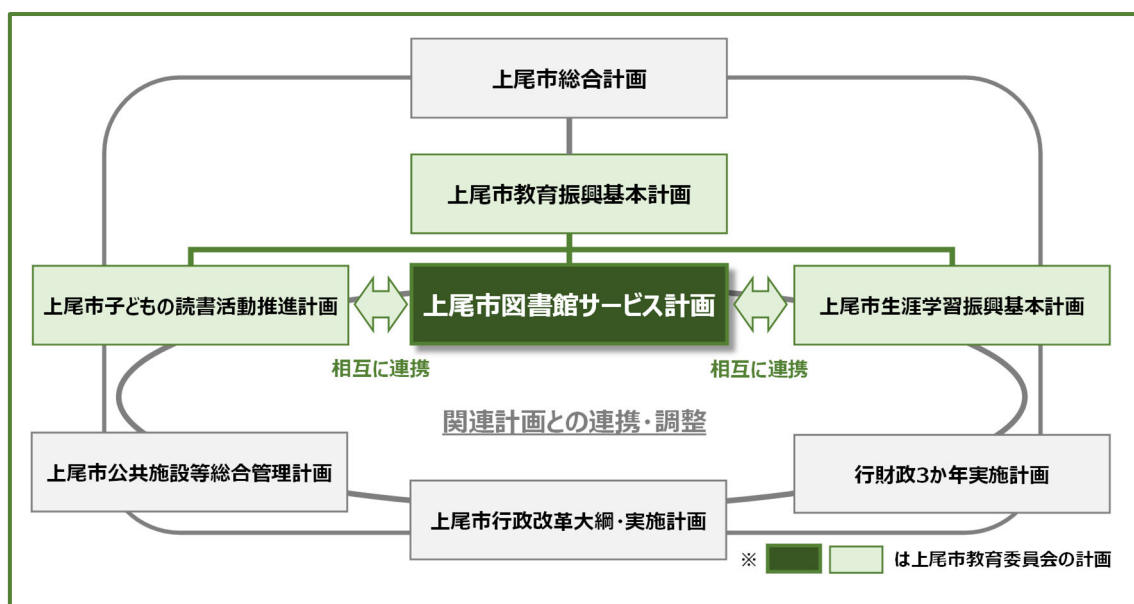 上尾市総合計画
上尾市教育振興基本計画
上尾市子どもの読書活動推進計画
上尾市図書館サービス計画
上尾市生涯学習振興基本計画
相互に連携
相互に連携
関連計画との連携・調整
上尾市公共施設等総合管理計画
行財政3か年実施計画
上尾市行政改革大綱・実施計画
※ は上尾市教育委員会の計画